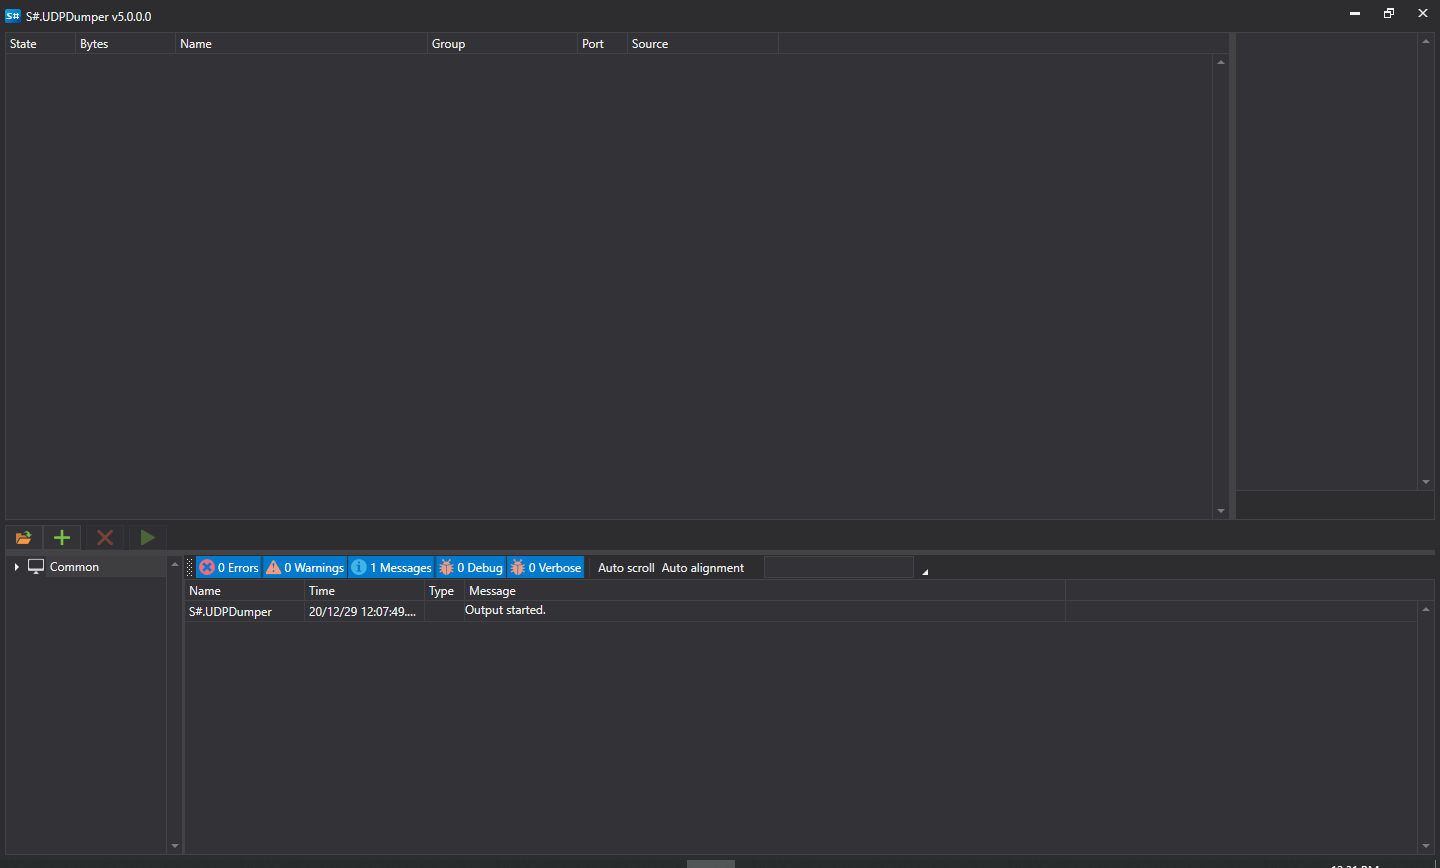 S# S#.UDPDumper v5.0.0.0
State Bytes Name Group Port Source
Common
0 Errors 0 Warnings 1 Messages 0 Debug 0 Verbose Auto scroll Auto alignment
Name Time Type Message
S#.UDPDumper 20/12/29 12:07:49.... Output started.